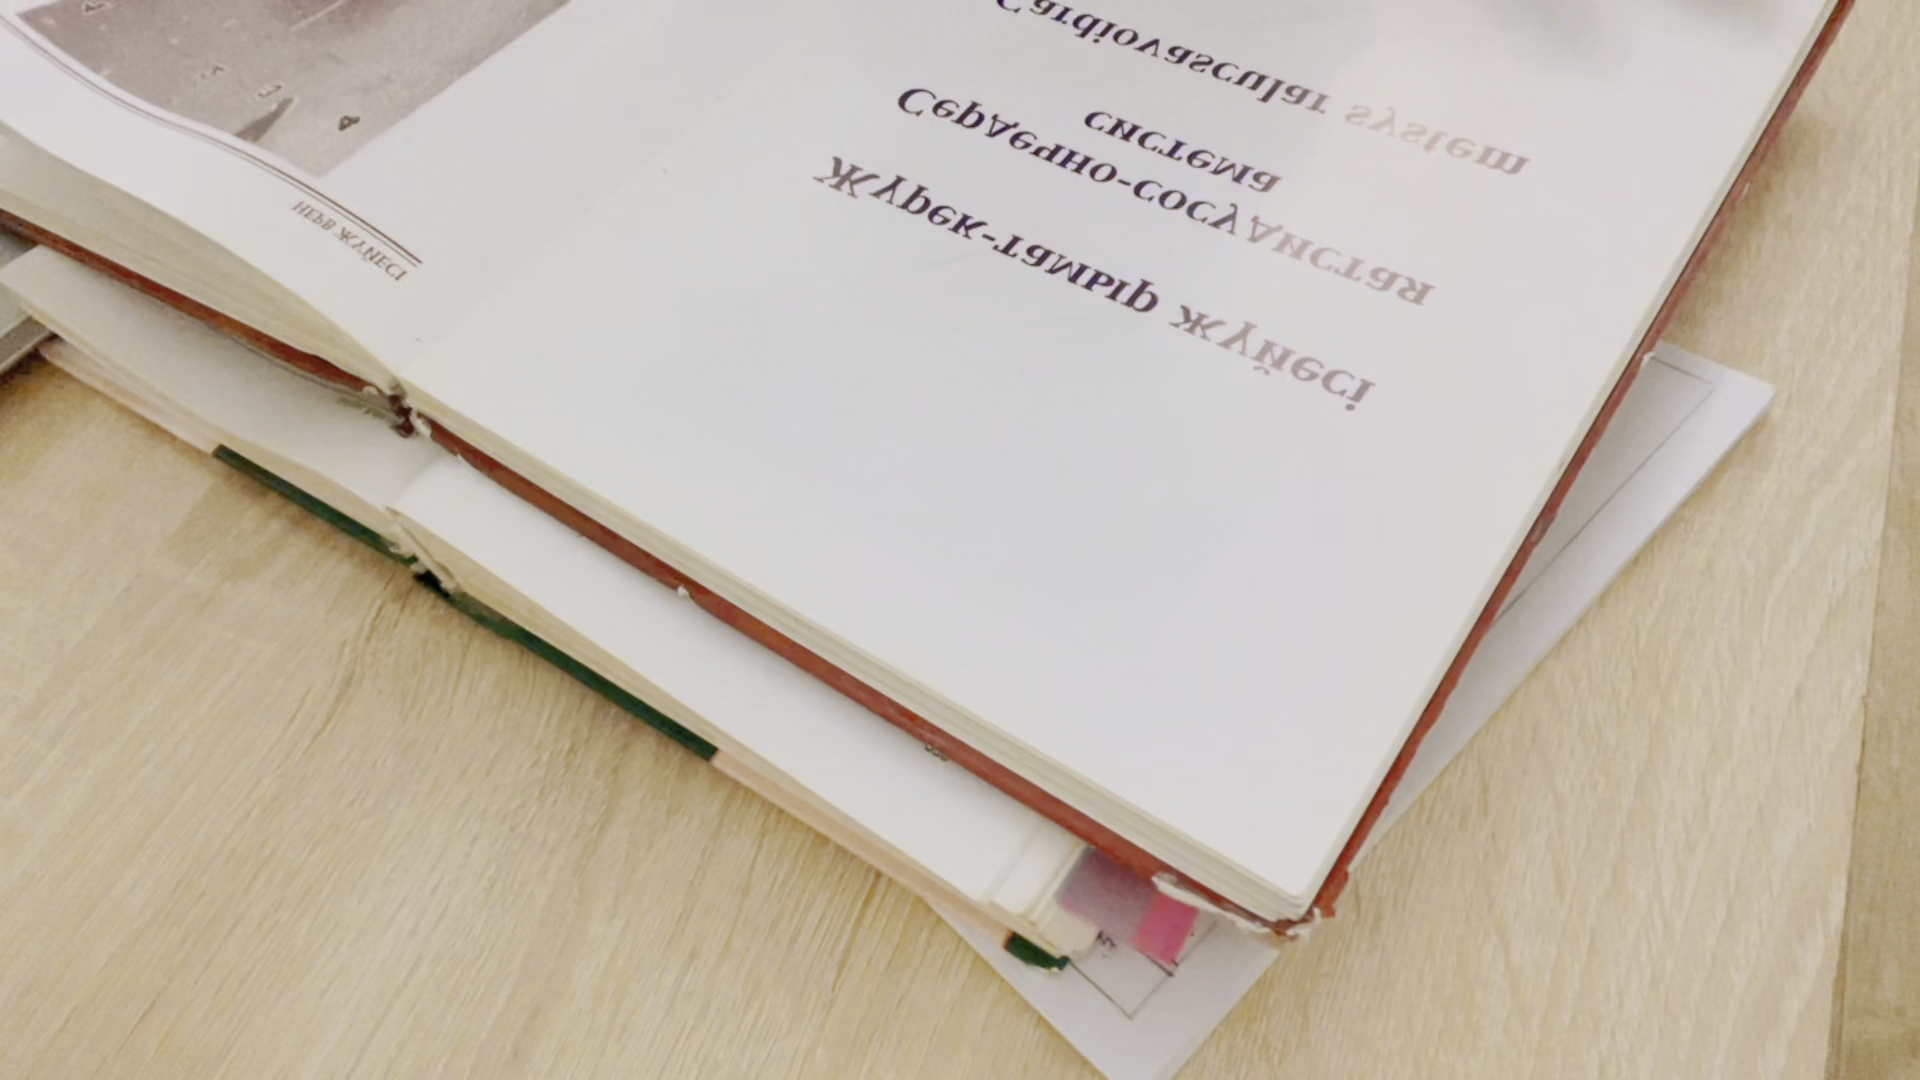 Жүрек-тамыр жүйесі
Сердечно-сосудистая
система
Cardiovascular system
НЕРВ ЖҮЙЕСІ